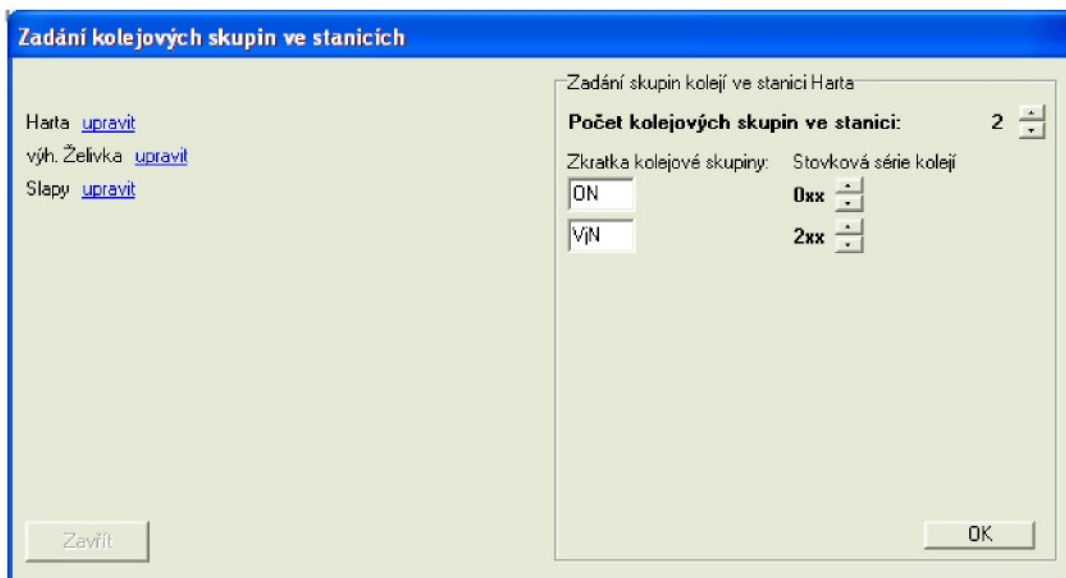 Zadání kolejových skupin ve stanicích
Harta upravit
výh. Želivka upravit
Slapy upravit
Zavřít
Zadání skupin kolejí ve stanici Harta
Počet kolejových skupin ve stanici: 2
Zkratka kolejové skupiny: Stovková série kolejí
ON 0xx
VjN 2xx
OK